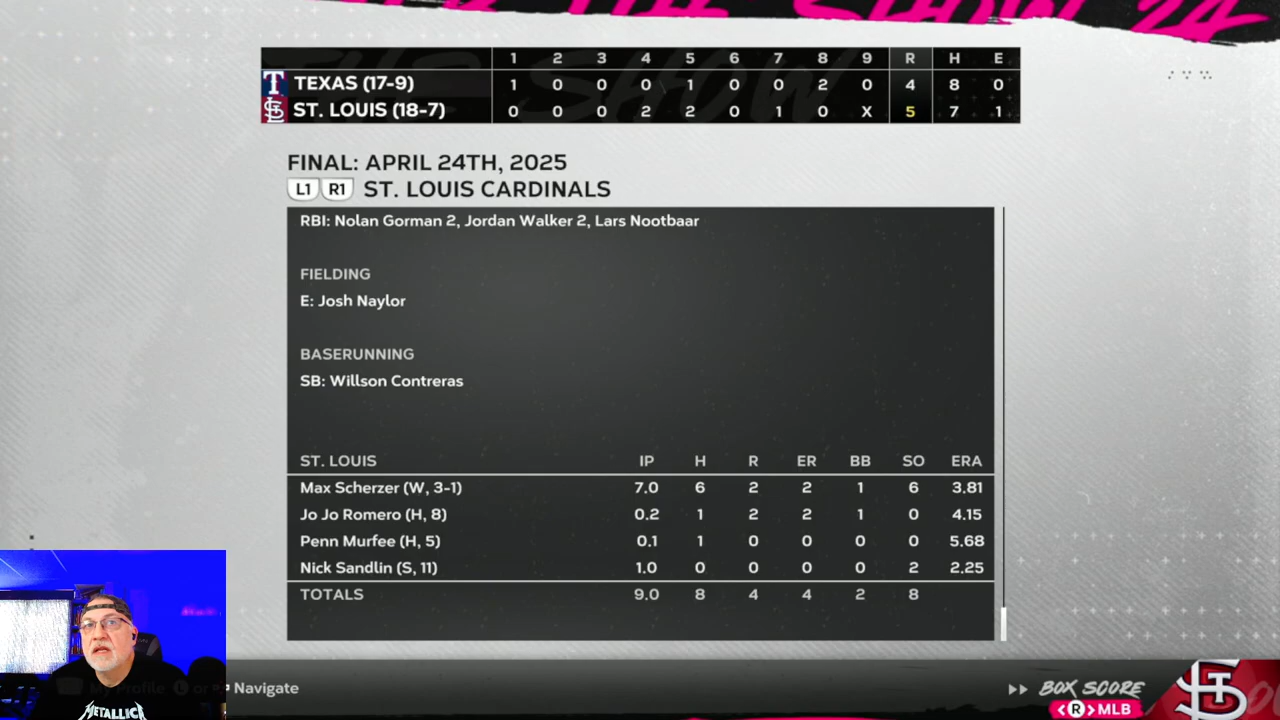 THE SHOW 24
1 2 3 4 5 6 7 8 9 R H E
TEXAS (17-9) 1 0 0 0 1 0 0 2 0 4 8 0
ST. LOUIS (18-7) 0 0 0 2 2 0 1 0 X 5 7 1
FINAL: APRIL 24TH, 2025
L1 R1 ST. LOUIS CARDINALS
RBI: Nolan Gorman 2, Jordan Walker 2, Lars Nootbaar
FIELDING
E: Josh Naylor
BASERUNNING
SB: Willson Contreras
ST. LOUIS IP H R ER BB SO ERA
Max Scherzer (W, 3-1) 7.0 6 2 2 1 6 3.81
Jo Jo Romero (H, 8) 0.2 1 2 2 1 0 4.15
Penn Murfee (H, 5) 0.1 1 0 0 0 0 5.68
Nick Sandlin (S, 11) 1.0 0 0 0 0 2 2.25
TOTALS 9.0 8 4 4 2 8
My Profile L or Navigate
BOX SCORE
R MLB
METALLICA